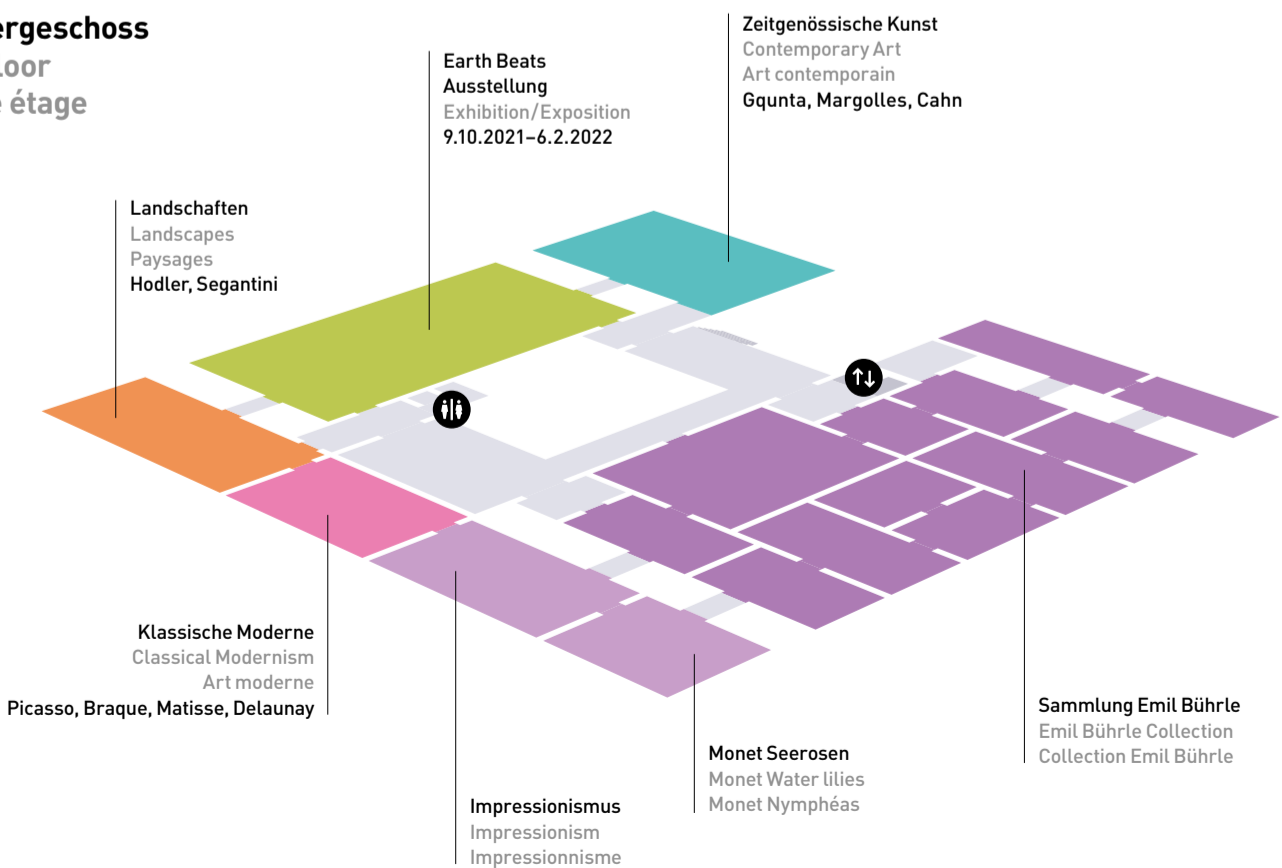 ergeschoss
loor
e étage
Zeitgenössische Kunst
Contemporary Art
Art contemporain
Gqunta, Margolles, Cahn
Earth Beats
Ausstellung
Exhibition/Exposition
9.10.2021–6.2.2022
Landschaften
Landscapes
Paysages
Hodler, Segantini
Klassische Moderne
Classical Modernism
Art moderne
Picasso, Braque, Matisse, Delaunay
Impressionismus
Impressionism
Impressionnisme
Monet Seerosen
Monet Water lilies
Monet Nymphéas
Sammlung Emil Bührle
Emil Bührle Collection
Collection Emil Bührle